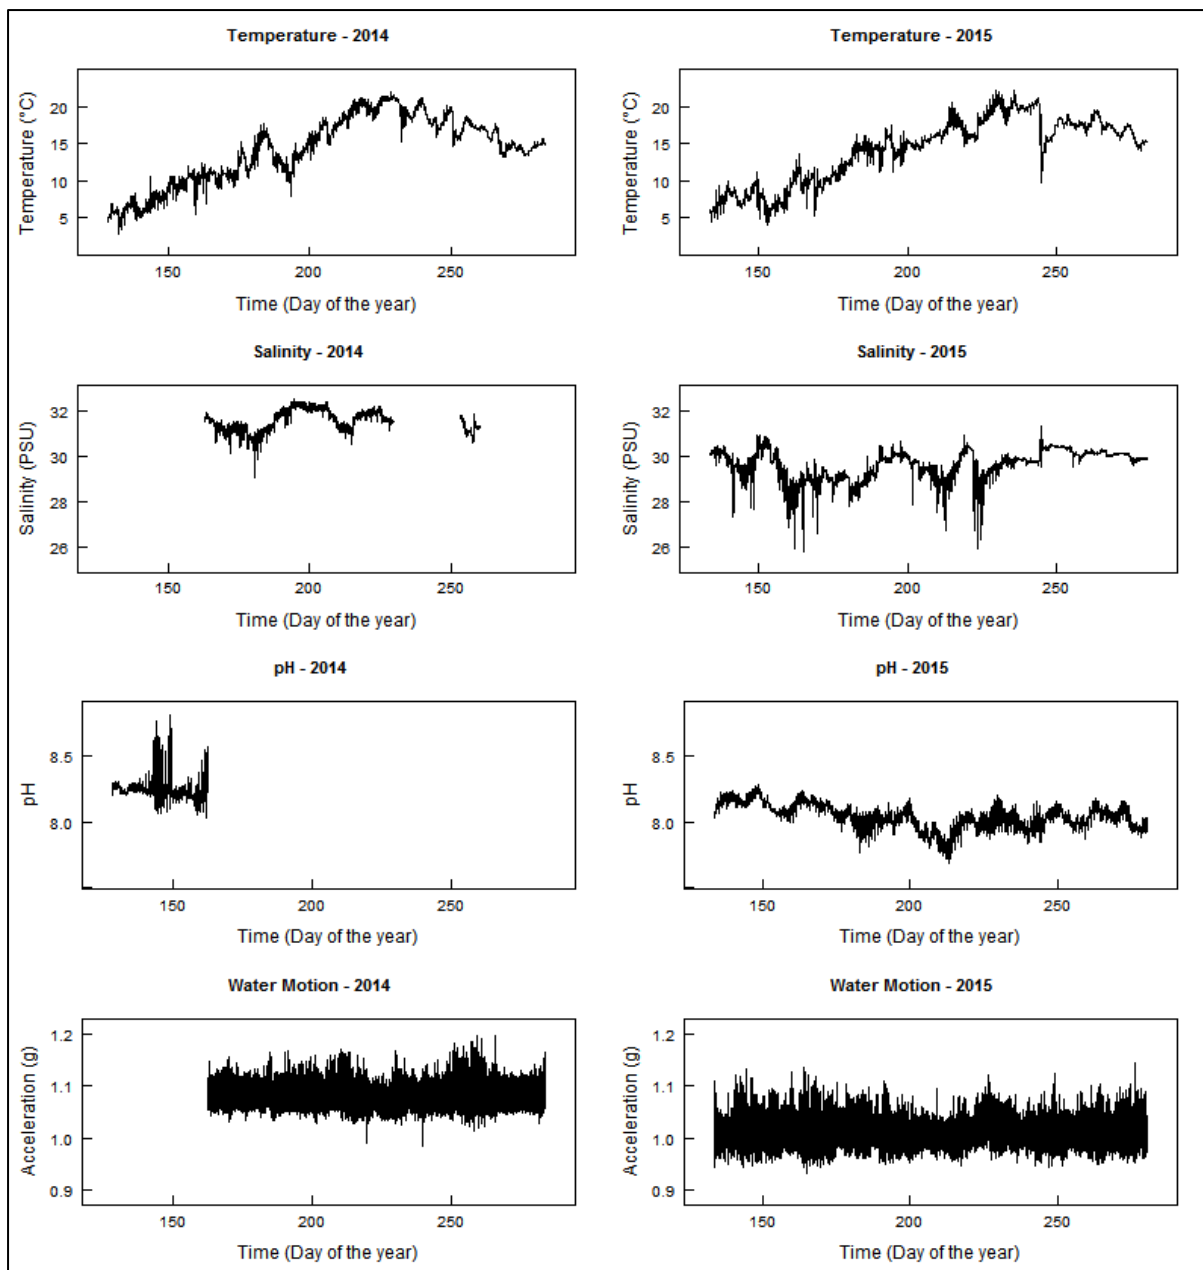 Temperature - 2014
Temperature (°C)
20
15
10
5
150
200
250
Time (Day of the year)
Temperature - 2015
Temperature (°C)
20
15
10
5
150
200
250
Time (Day of the year)
Salinity - 2014
Salinity (PSU)
32
30
28
26
150
200
250
Time (Day of the year)
Salinity - 2015
Salinity (PSU)
32
30
28
26
150
200
250
Time (Day of the year)
pH - 2014
pH
8.5
8.0
150
200
250
Time (Day of the year)
pH - 2015
pH
8.5
8.0
150
200
250
Time (Day of the year)
Water Motion - 2014
Acceleration (g)
1.2
1.1
1.0
0.9
150
200
250
Time (Day of the year)
Water Motion - 2015
Acceleration (g)
1.2
1.1
1.0
0.9
150
200
250
Time (Day of the year)